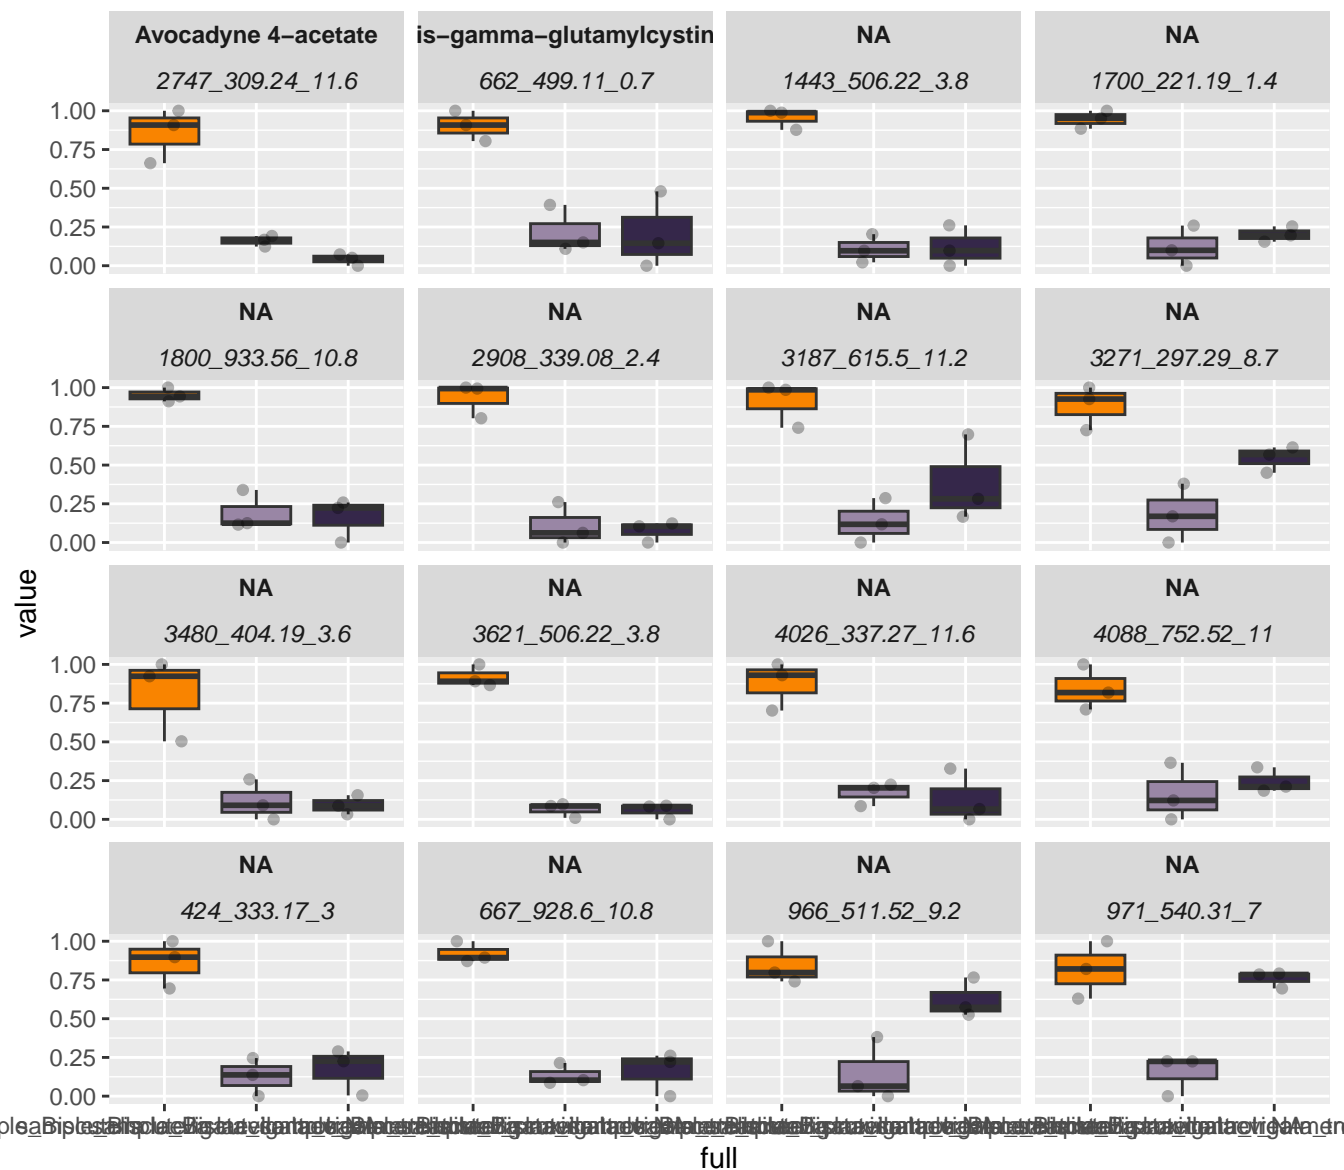 Avocadyne 4−acetate
is−gamma−glutamylcystin
NA
NA
2747_309.24_11.6
662_499.11_0.7
1443_506.22_3.8
1700_221.19_1.4
1.00
0.75
0.50
0.25
0.00
NA
NA
NA
NA
1800_933.56_10.8
2908_339.08_2.4
3187_615.5_11.2
3271_297.29_8.7
1.00
0.75
0.50
0.25
0.00
value
NA
NA
NA
NA
3480_404.19_3.6
3621_506.22_3.8
4026_337.27_11.6
4088_752.52_11
1.00
0.75
0.50
0.25
0.00
NA
NA
NA
NA
424_333.17_3
667_928.6_10.8
966_511.52_9.2
971_540.31_7
1.00
0.75
0.50
0.25
0.00
full